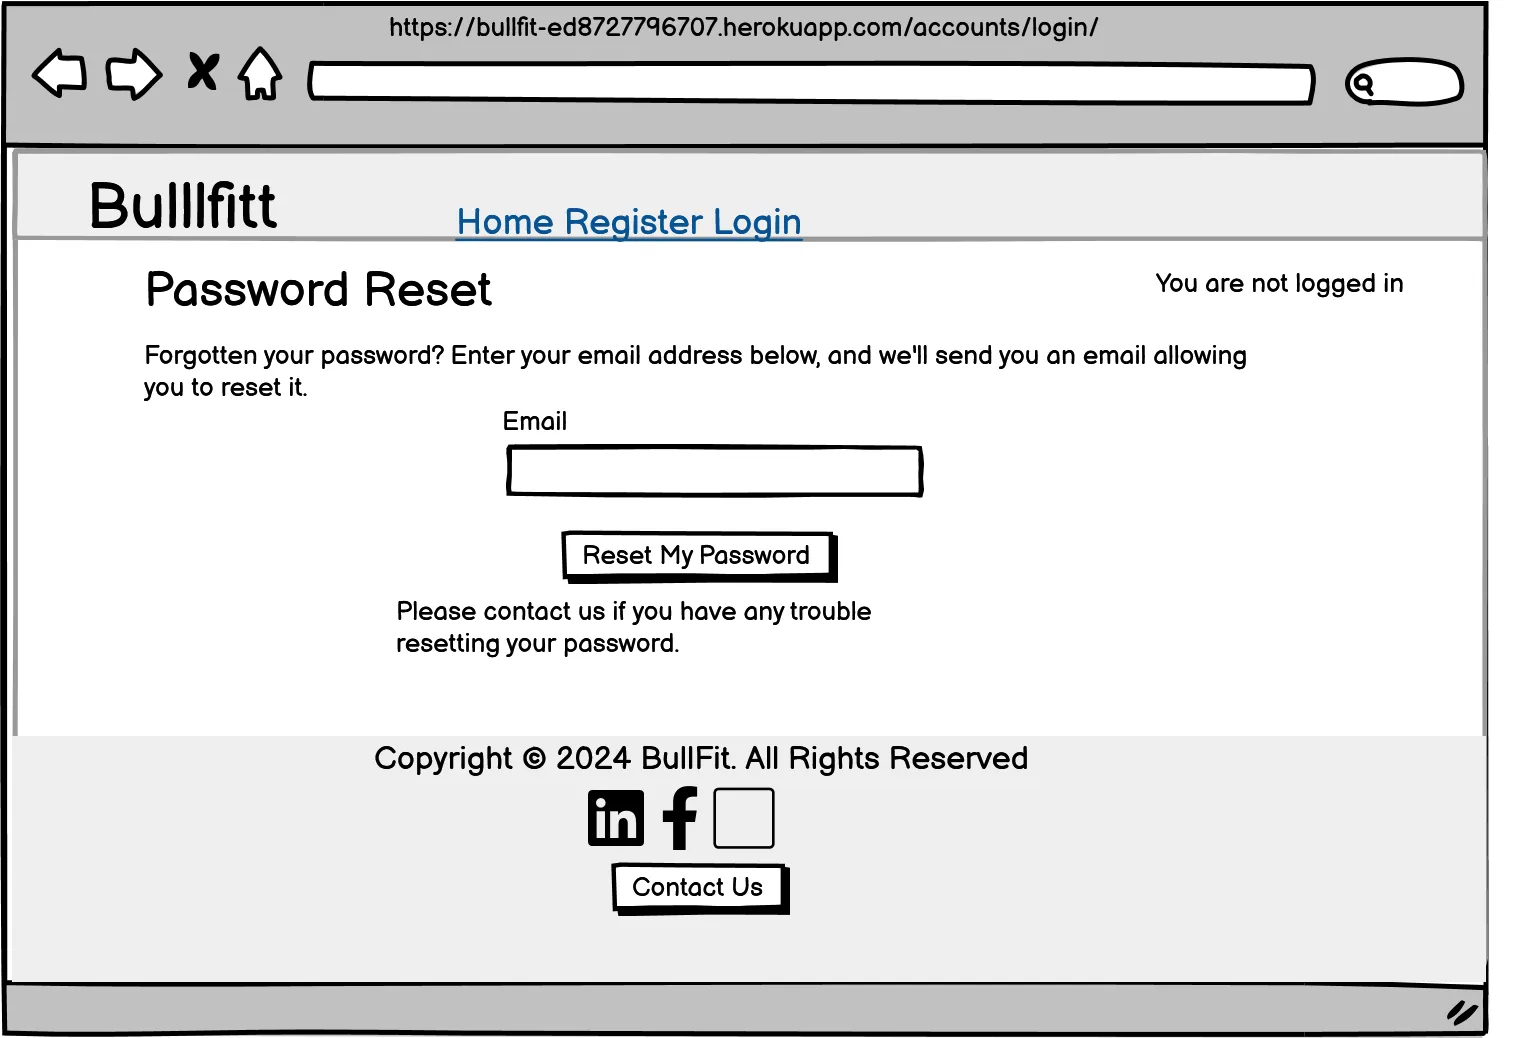 https://bullfit-ed8727796707.herokuapp.com/accounts/login/
Bulllfitt
Home Register Login
Password Reset
You are not logged in
Forgotten your password? Enter your email address below, and we'll send you an email allowing
you to reset it.
Email
Reset My Password
Please contact us if you have any trouble
resetting your password.
Copyright © 2024 BullFit. All Rights Reserved
in f
Contact Us